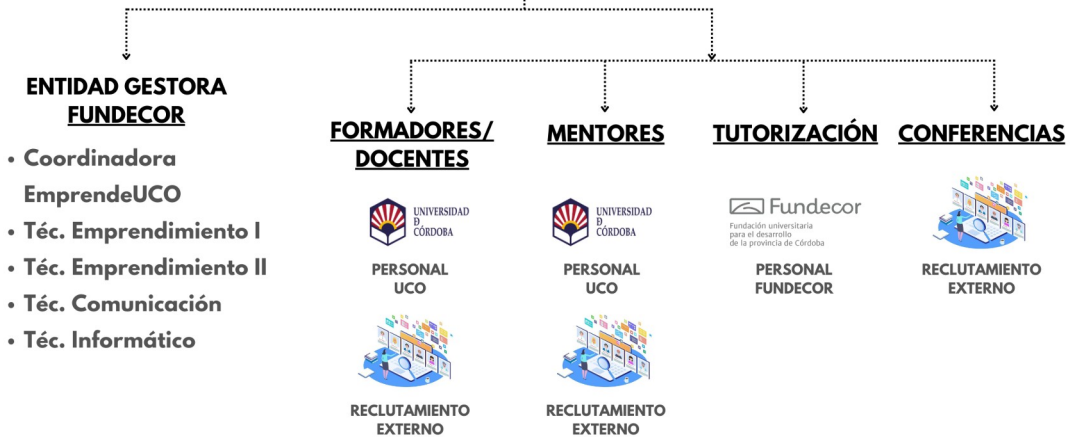 ENTIDAD GESTORA
FUNDECOR
• Coordinadora
EmprendeUCO
• Téc. Emprendimiento I
• Téc. Emprendimiento II
• Téc. Comunicación
• Téc. Informático
FORMADORES/
DOCENTES
UNIVERSIDAD
D
CÓRDOBA
PERSONAL
UCO
RECLUTAMIENTO
EXTERNO
MENTORES
UNIVERSIDAD
D
CÓRDOBA
PERSONAL
UCO
RECLUTAMIENTO
EXTERNO
TUTORIZACIÓN
Fundecor
Fundación universitaria
para el desarrollo
de la provincia de Córdoba
PERSONAL
FUNDECOR
CONFERENCIAS
RECLUTAMIENTO
EXTERNO